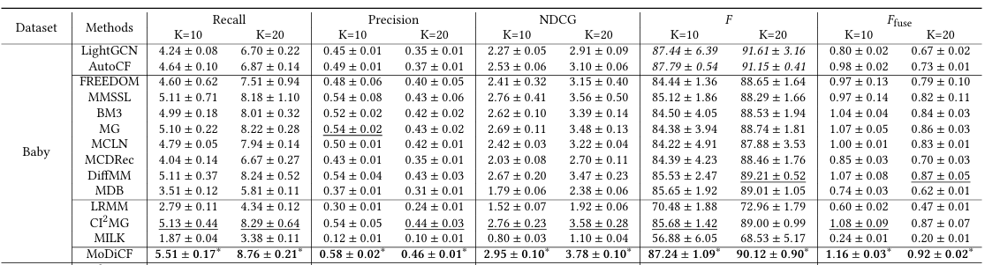 Dataset Methods Recall Precision NDCG F F_fuse
K=10 K=20 K=10 K=20 K=10 K=20 K=10 K=20 K=10 K=20
Baby
LightGCN 4.24 ± 0.08 6.70 ± 0.22 0.45 ± 0.01 0.35 ± 0.01 2.27 ± 0.05 2.91 ± 0.09 87.44 ± 6.39 91.61 ± 3.16 0.80 ± 0.02 0.67 ± 0.02
AutoCF 4.64 ± 0.10 6.87 ± 0.14 0.49 ± 0.01 0.37 ± 0.01 2.53 ± 0.06 3.10 ± 0.06 87.79 ± 0.54 91.15 ± 0.41 0.98 ± 0.02 0.73 ± 0.01
FREEDOM 4.60 ± 0.62 7.51 ± 0.94 0.48 ± 0.06 0.40 ± 0.05 2.41 ± 0.32 3.15 ± 0.40 84.44 ± 1.36 88.65 ± 1.64 0.97 ± 0.13 0.79 ± 0.10
MMSSL 5.11 ± 0.71 8.18 ± 1.10 0.54 ± 0.08 0.43 ± 0.06 2.76 ± 0.41 3.56 ± 0.50 85.12 ± 1.86 88.29 ± 1.66 0.97 ± 0.14 0.82 ± 0.11
BM3 4.99 ± 0.18 8.01 ± 0.32 0.52 ± 0.02 0.42 ± 0.02 2.62 ± 0.10 3.39 ± 0.14 84.50 ± 4.05 88.53 ± 1.94 1.04 ± 0.04 0.84 ± 0.03
MG 5.10 ± 0.22 8.22 ± 0.28 0.54 ± 0.02 0.43 ± 0.02 2.69 ± 0.11 3.48 ± 0.13 84.38 ± 3.94 88.74 ± 1.81 1.07 ± 0.05 0.86 ± 0.03
MCLN 4.79 ± 0.05 7.94 ± 0.14 0.50 ± 0.01 0.42 ± 0.01 2.42 ± 0.03 3.22 ± 0.04 84.22 ± 4.91 87.88 ± 3.53 1.00 ± 0.01 0.83 ± 0.01
MCDRec 4.04 ± 0.14 6.67 ± 0.27 0.43 ± 0.01 0.35 ± 0.01 2.03 ± 0.08 2.70 ± 0.11 84.39 ± 4.23 88.46 ± 1.76 0.85 ± 0.03 0.70 ± 0.03
DiffMM 5.11 ± 0.37 8.24 ± 0.52 0.54 ± 0.04 0.43 ± 0.03 2.67 ± 0.20 3.47 ± 0.23 85.53 ± 2.47 89.21 ± 0.52 1.07 ± 0.08 0.87 ± 0.05
MDB 3.51 ± 0.12 5.81 ± 0.11 0.37 ± 0.01 0.31 ± 0.01 1.79 ± 0.06 2.38 ± 0.06 85.65 ± 1.92 89.01 ± 1.05 0.74 ± 0.03 0.62 ± 0.01
LRMM 2.79 ± 0.11 4.34 ± 0.12 0.30 ± 0.01 0.24 ± 0.01 1.52 ± 0.07 1.92 ± 0.06 70.48 ± 1.88 72.96 ± 1.79 0.60 ± 0.02 0.47 ± 0.01
CI²MG 5.13 ± 0.44 8.29 ± 0.64 0.54 ± 0.05 0.44 ± 0.03 2.76 ± 0.23 3.58 ± 0.28 85.68 ± 1.42 89.00 ± 0.99 1.08 ± 0.09 0.87 ± 0.07
MILK 1.87 ± 0.04 3.38 ± 0.11 0.12 ± 0.01 0.10 ± 0.01 0.80 ± 0.03 1.10 ± 0.04 56.88 ± 6.05 68.53 ± 5.17 0.24 ± 0.01 0.20 ± 0.01
MoDiCF 5.51 ± 0.17* 8.76 ± 0.21* 0.58 ± 0.02* 0.46 ± 0.01* 2.95 ± 0.10* 3.78 ± 0.10* 87.24 ± 1.09* 90.12 ± 0.90* 1.16 ± 0.03* 0.92 ± 0.02*